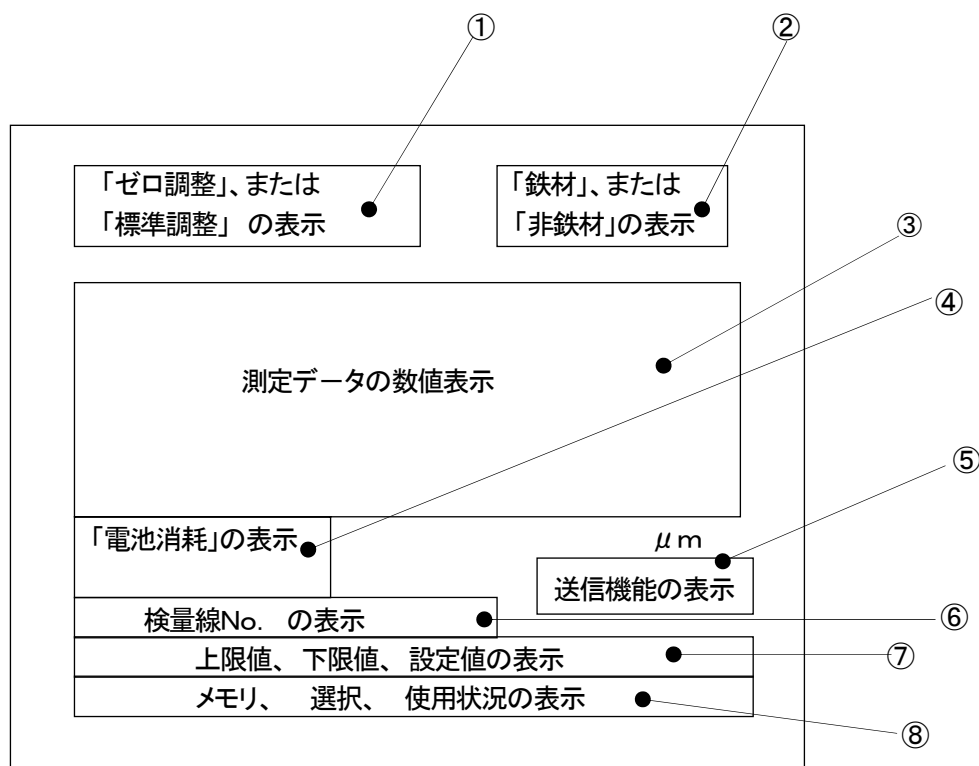 ①
②
「ゼロ調整」、または
「標準調整」 の表示
「鉄材」、または
「非鉄材」の表示
③
④
測定データの数値表示
⑤
「電池消耗」の表示
μm
送信機能の表示
検量線No. の表示
⑥
上限値、下限値、設定値の表示
⑦
メモリ、 選択、 使用状況の表示
⑧